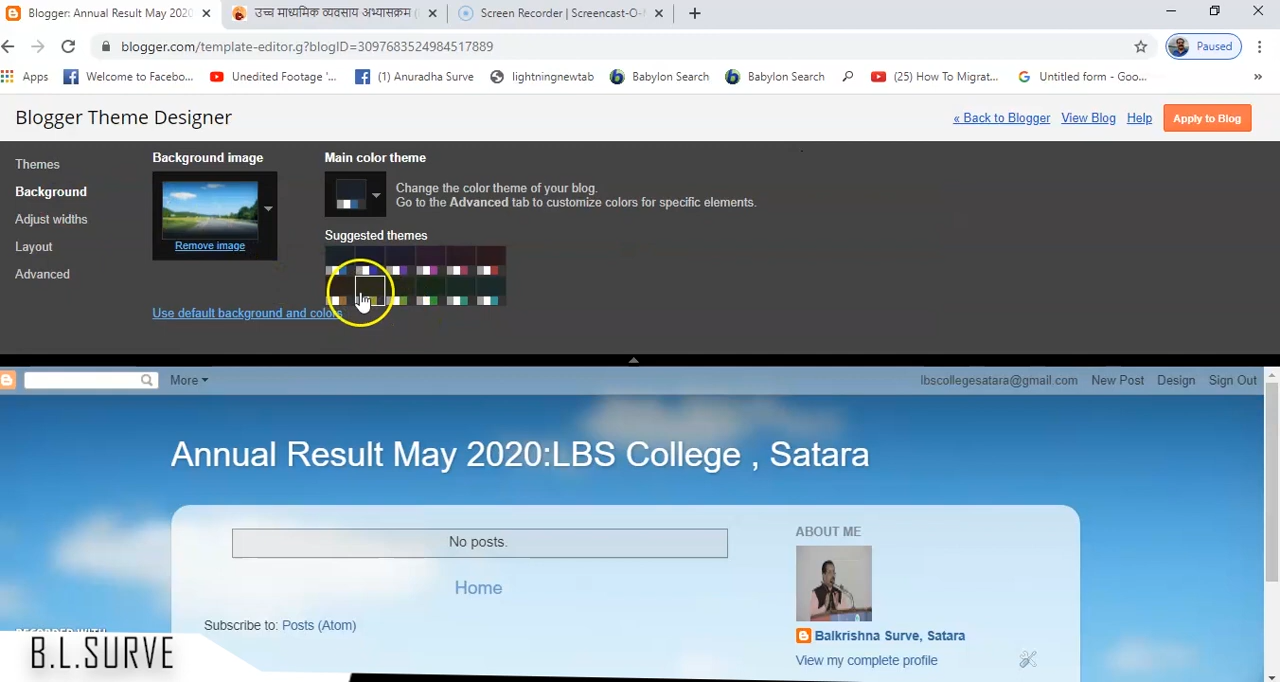 Blogger: Annual Result May 2020
उच्च माध्यमिक व्यवसाय अभ्यासक्रम (
Screen Recorder | Screencast-O-
blogger.com/template-editor.g?blogID=3097683524984517889
Paused
Apps
Welcome to Facebo...
Unedited Footage '...
(1) Anuradha Surve
lightningnewtab
Babylon Search
Babylon Search
(25) How To Migrat...
Untitled form - Goo...
Blogger Theme Designer
« Back to Blogger
View Blog
Help
Apply to Blog
Themes
Background
Adjust widths
Layout
Advanced
Background image
Remove image
Use default background and colors
Main color theme
Change the color theme of your blog.
Go to the Advanced tab to customize colors for specific elements.
Suggested themes
More
lbscollegesatara@gmail.com
New Post
Design
Sign Out
Annual Result May 2020:LBS College , Satara
No posts.
Home
Subscribe to: Posts (Atom)
ABOUT ME
Balkrishna Surve, Satara
View my complete profile
RECORDED WITH
B.L.SURVE